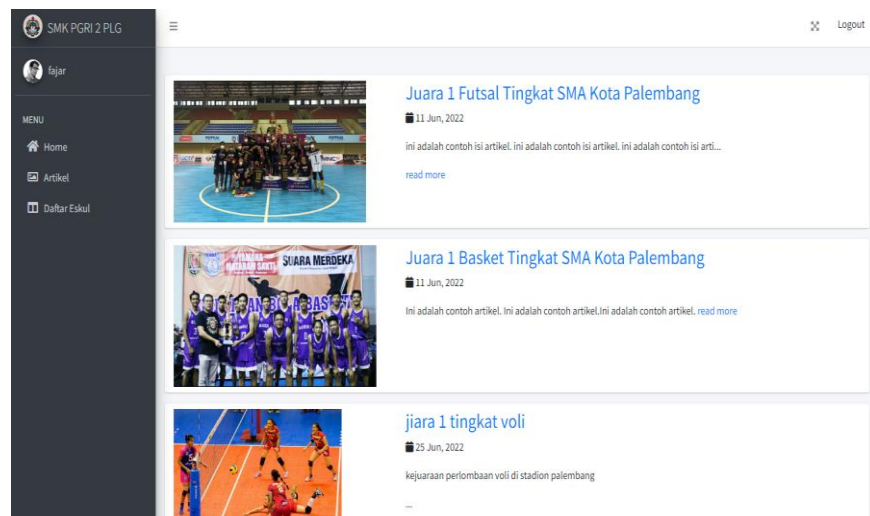 SMK PGRI 2 PLG
Logout
fajar
MENU
Home
Artikel
Daftar Eskul
Juara 1 Futsal Tingkat SMA Kota Palembang
11 Jun, 2022
ini adalah contoh isi artikel. ini adalah contoh isi artikel. ini adalah contoh isi arti...
read more
SUARA MERDEKA
Juara 1 Basket Tingkat SMA Kota Palembang
11 Jun, 2022
Ini adalah contoh artikel. Ini adalah contoh artikel.Ini adalah contoh artikel. read more
jiara 1 tingkat voli
25 Jun, 2022
kejuaraan perlombaan voli di stadion palembang
...